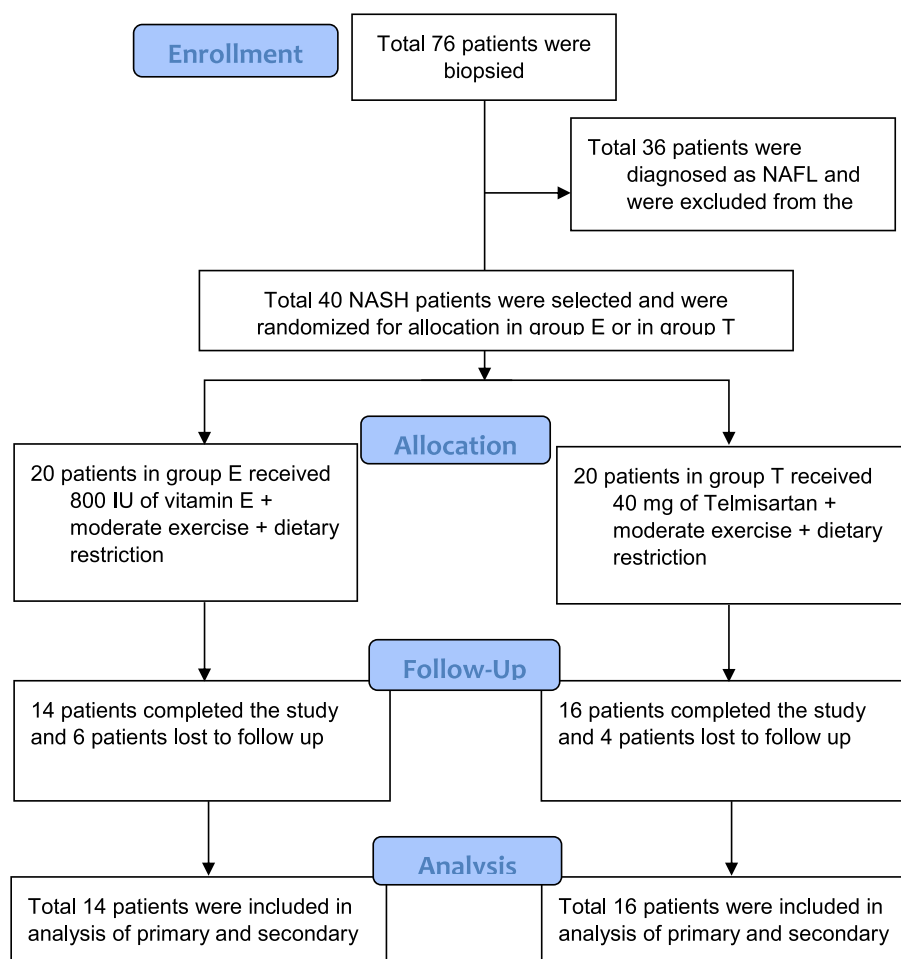 Enrollment
Total 76 patients were
biopsied
Total 36 patients were
diagnosed as NAFL and
were excluded from the
Total 40 NASH patients were selected and were
randomized for allocation in group E or in group T
Allocation
20 patients in group E received
800 IU of vitamin E +
moderate exercise + dietary
restriction
20 patients in group T received
40 mg of Telmisartan +
moderate exercise + dietary
restriction
Follow-Up
14 patients completed the study
and 6 patients lost to follow up
16 patients completed the study
and 4 patients lost to follow up
Analysis
Total 14 patients were included in
analysis of primary and secondary
Total 16 patients were included in
analysis of primary and secondary